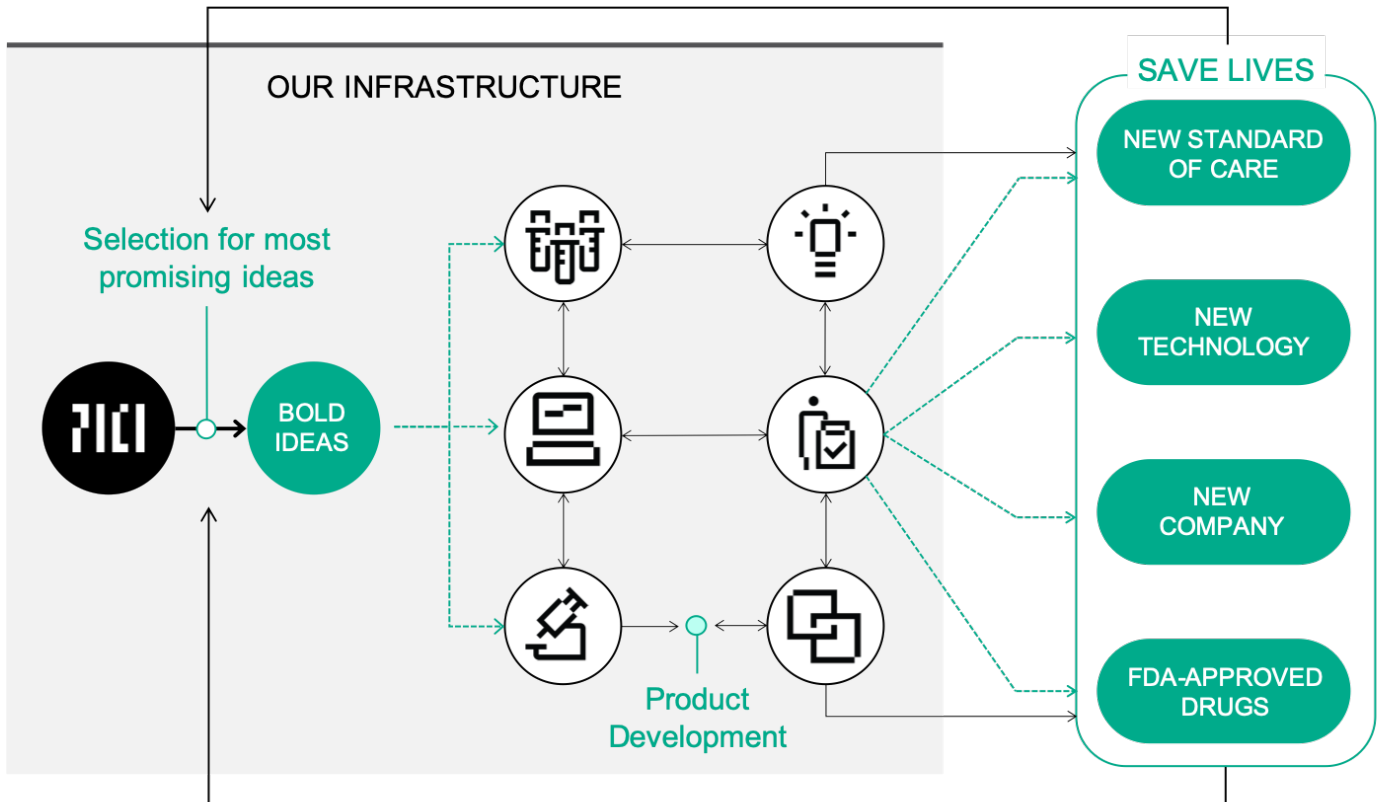 OUR INFRASTRUCTURE
SAVE LIVES
NEW STANDARD
OF CARE
Selection for most
promising ideas
NEW
TECHNOLOGY
PICI
BOLD
IDEAS
NEW
COMPANY
Product
Development
FDA-APPROVED
DRUGS